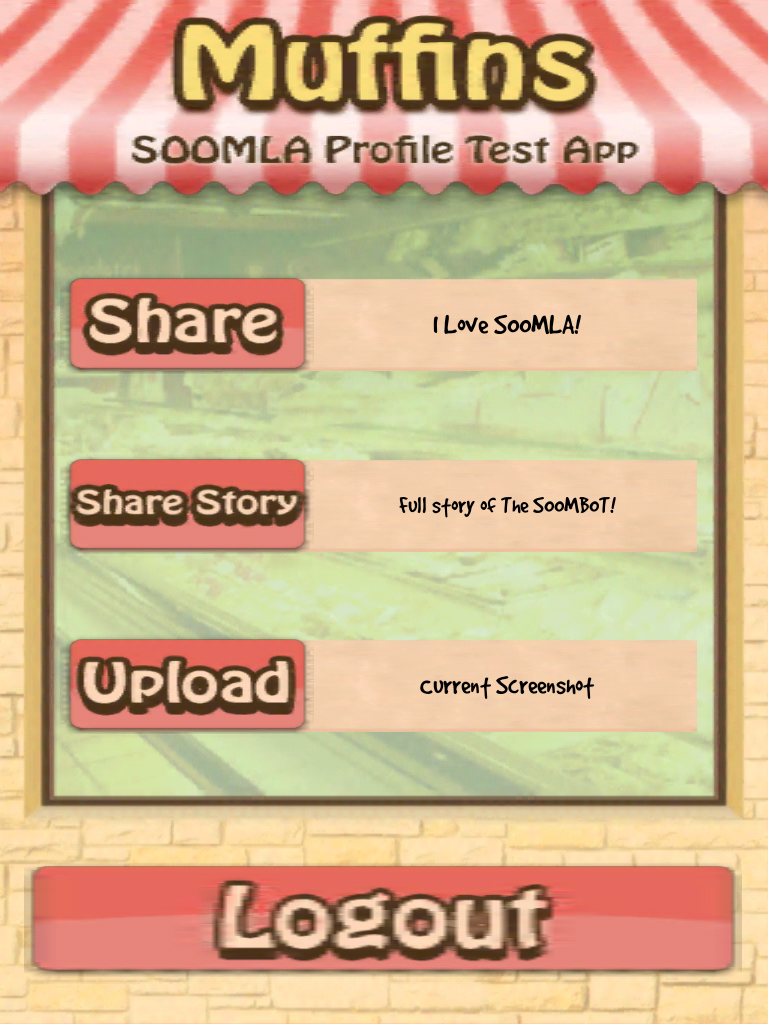 Muffins
SOOMLA Profile Test App
Share
I Love SooMLA!
Share Story
Full story of The SooMBoT!
Upload
Current Screenshot
Logout